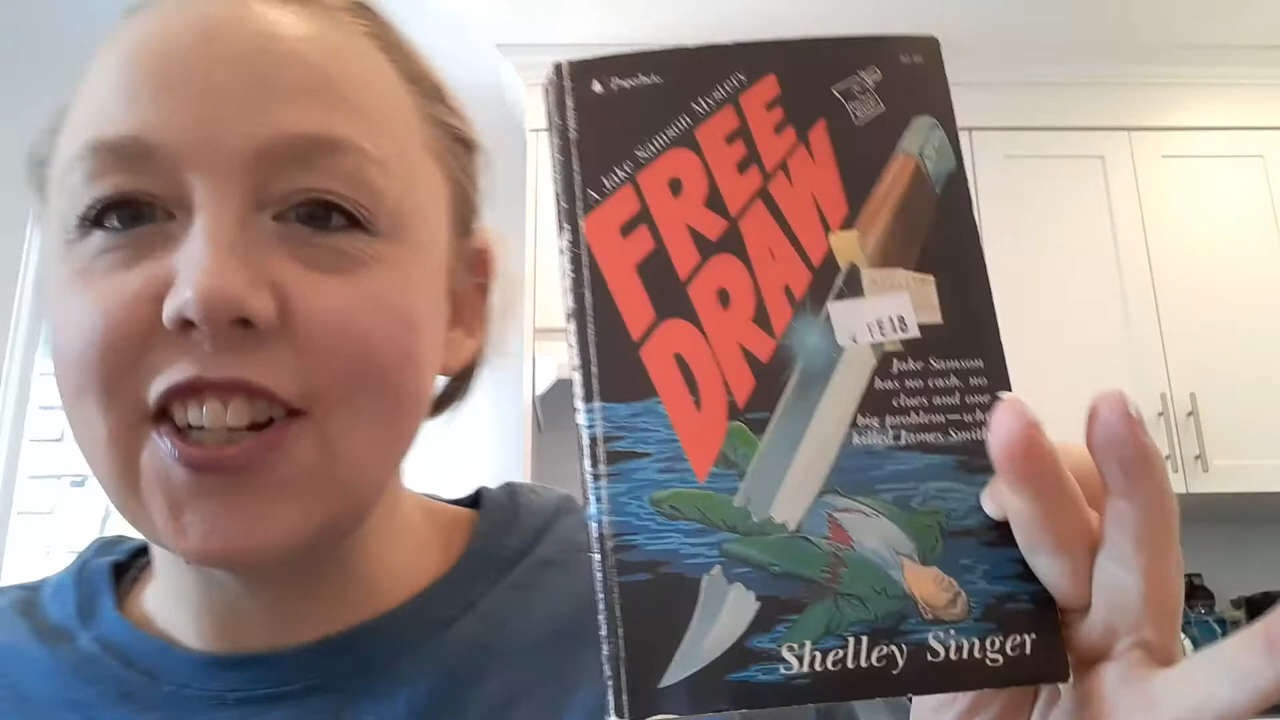 A Jake Samson Mystery
FREE
DRAW
Jake Samson
has no cash, no
clues and one
big problem—who
killed James Smith
Shelley Singer